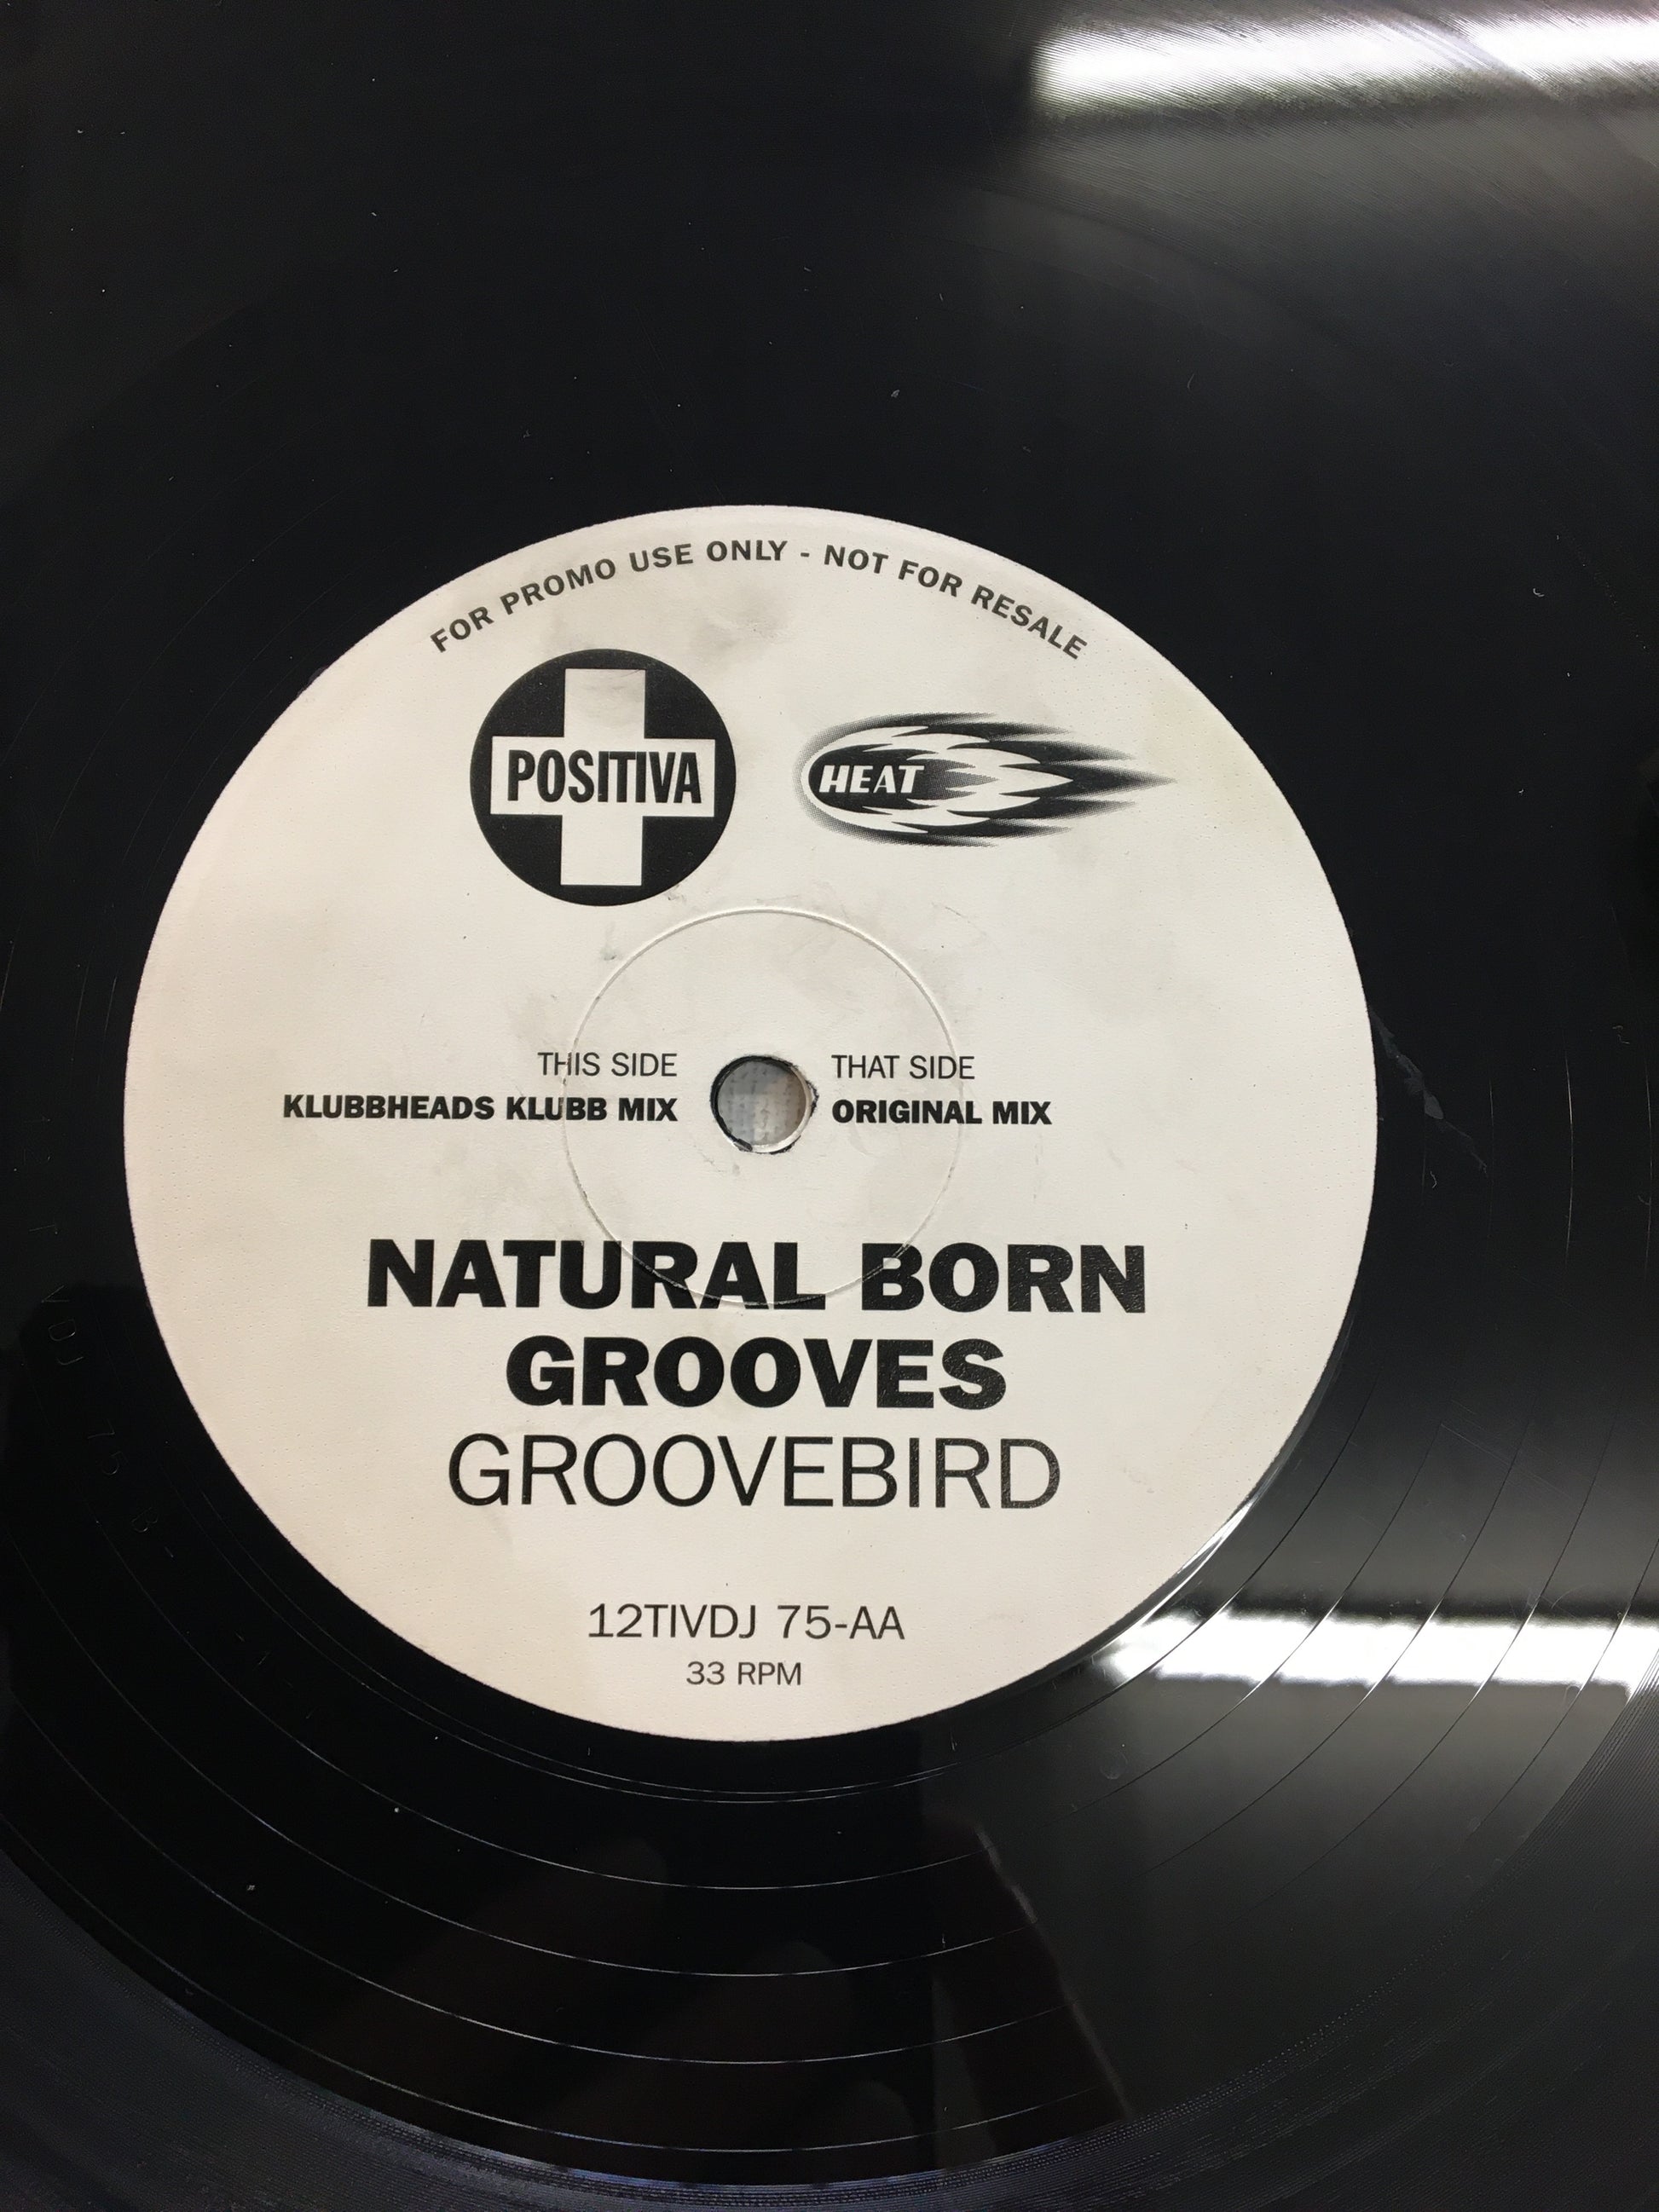 FOR PROMO USE ONLY - NOT FOR RESALE
POSITIVA
HEAT
THIS SIDE
KLUBBHEADS KLUBB MIX
THAT SIDE
ORIGINAL MIX
NATURAL BORN
GROOVES
GROOVEBIRD
12TIVDJ 75-AA
33 RPM